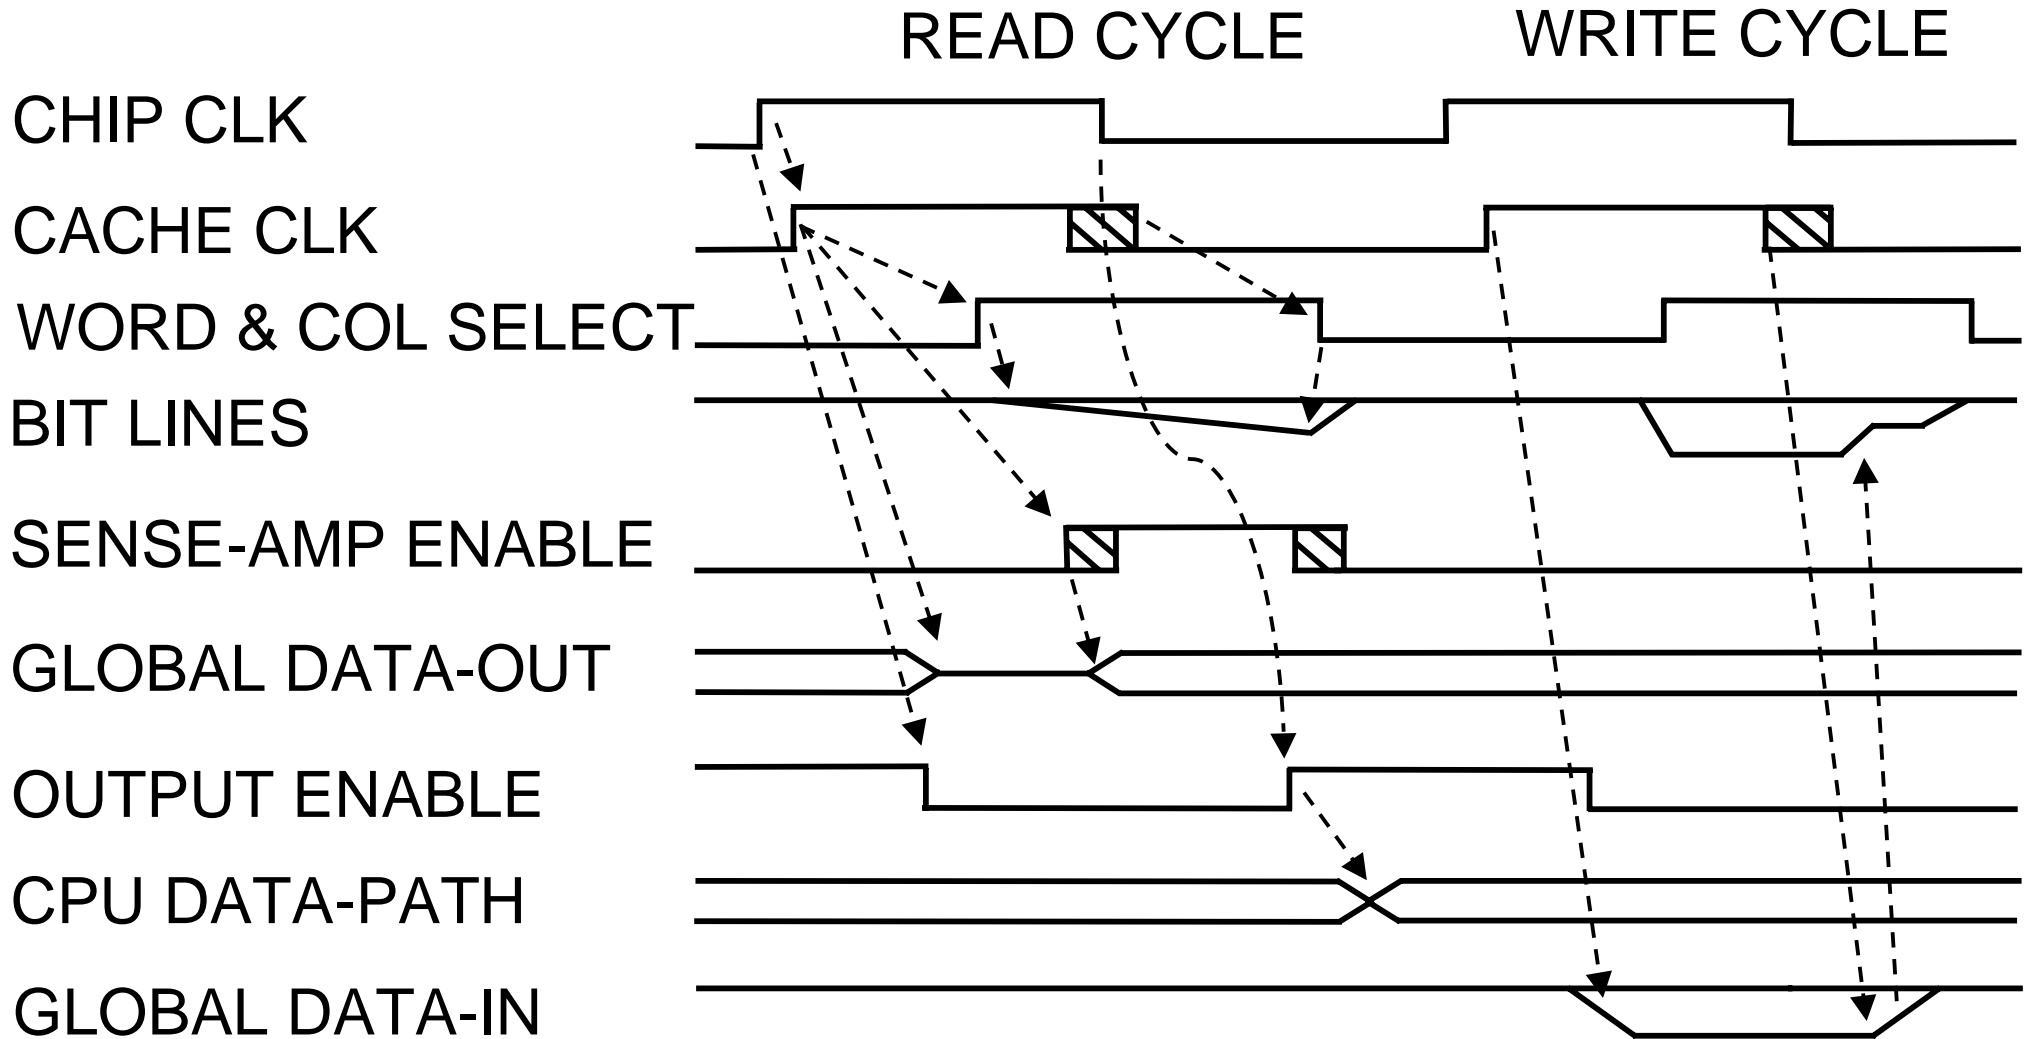 READ CYCLE
WRITE CYCLE
CHIP CLK
CACHE CLK
WORD & COL SELECT
BIT LINES
SENSE-AMP ENABLE
GLOBAL DATA-OUT
OUTPUT ENABLE
CPU DATA-PATH
GLOBAL DATA-IN